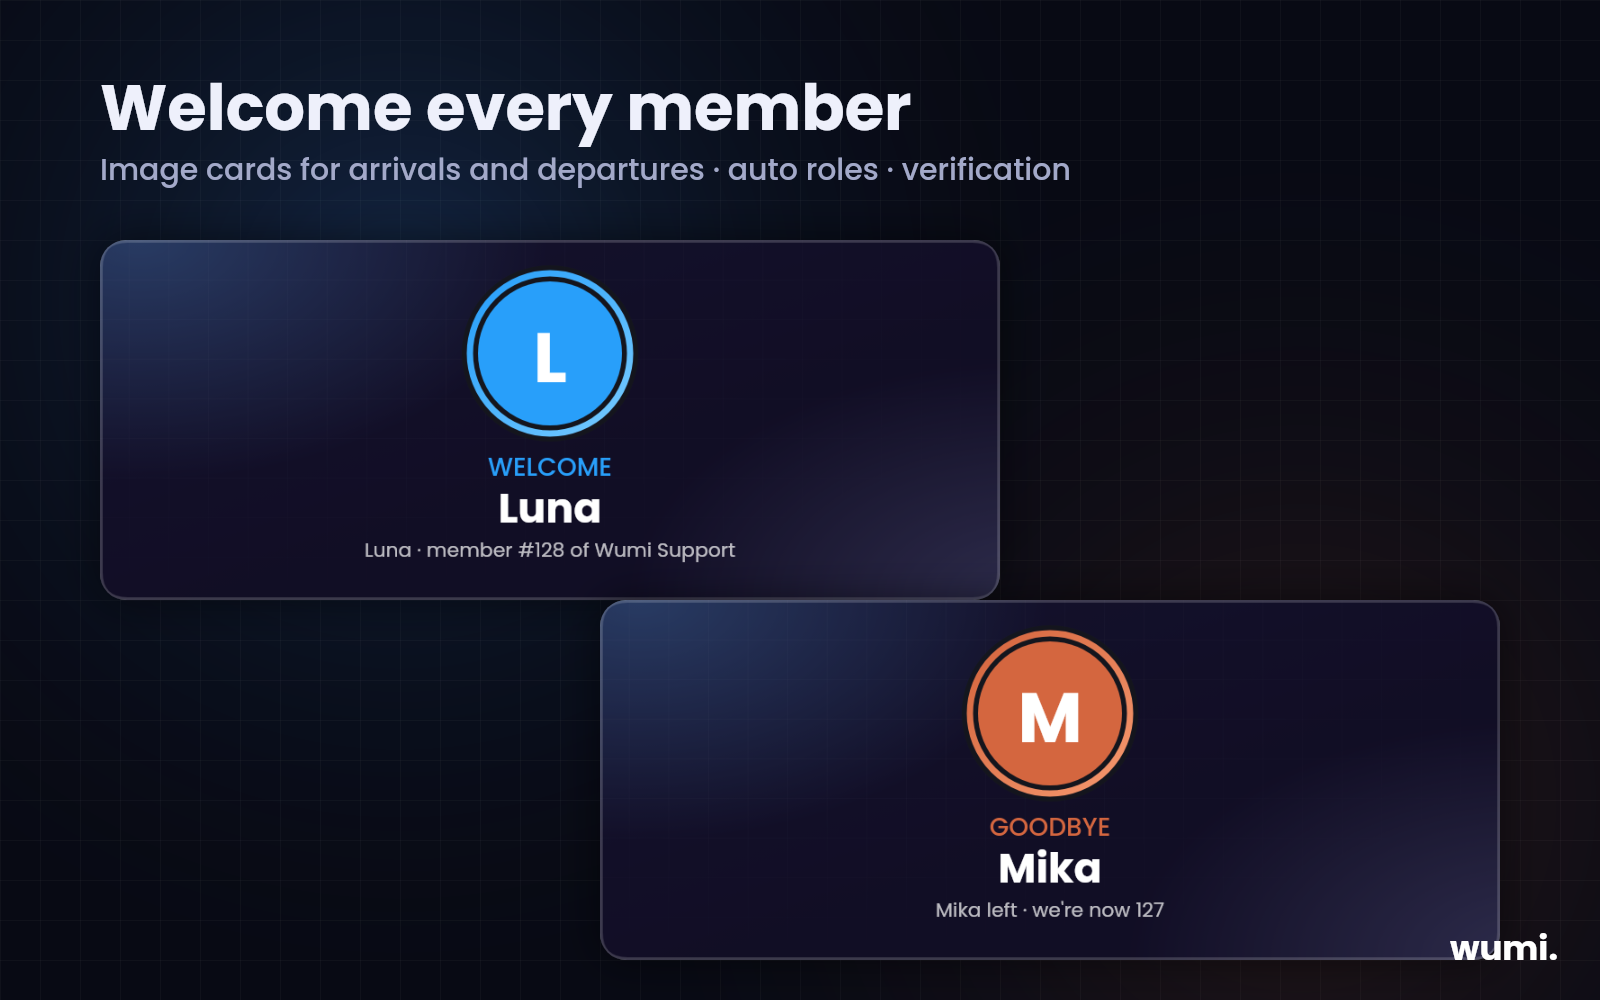 Welcome every member
Image cards for arrivals and departures · auto roles · verification
L
WELCOME
Luna
Luna · member #128 of Wumi Support
M
GOODBYE
Mika
Mika left · we're now 127
wumi.